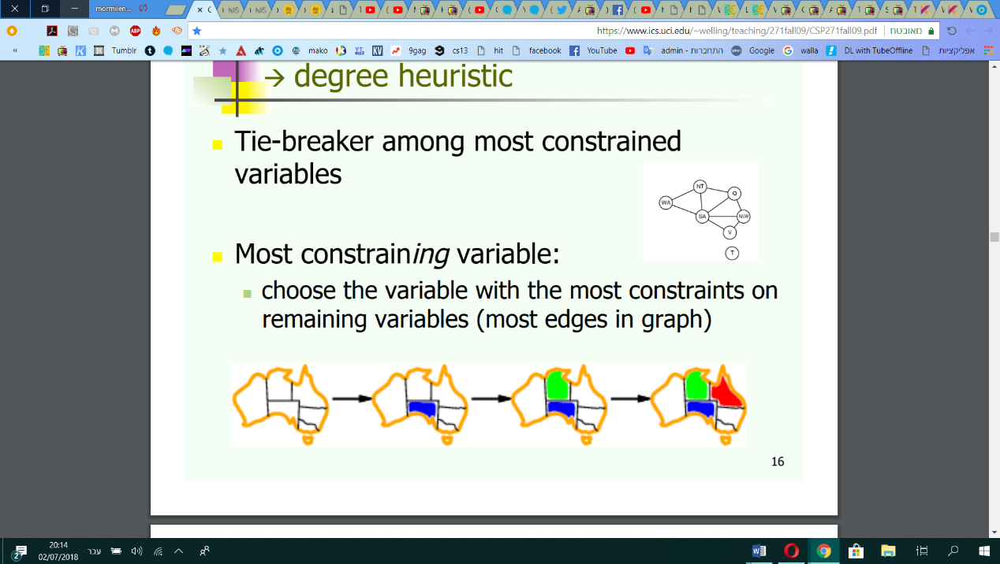 mormilen...
https://www.ics.uci.edu/~welling/teaching/271fall09/CSP271fall09.pdf
מאובטח
ABP
« Tumblr mako 9gag cs13 hit facebook YouTube admin - התחברות Google walla DL with TubeOffline אפליקציות
→ degree heuristic
Tie-breaker among most constrained
variables
NT
Q
WA
SA
NSW
V
T
Most constraining variable:
choose the variable with the most constraints on
remaining variables (most edges in graph)
16
20:14
02/07/2018
עבר
2